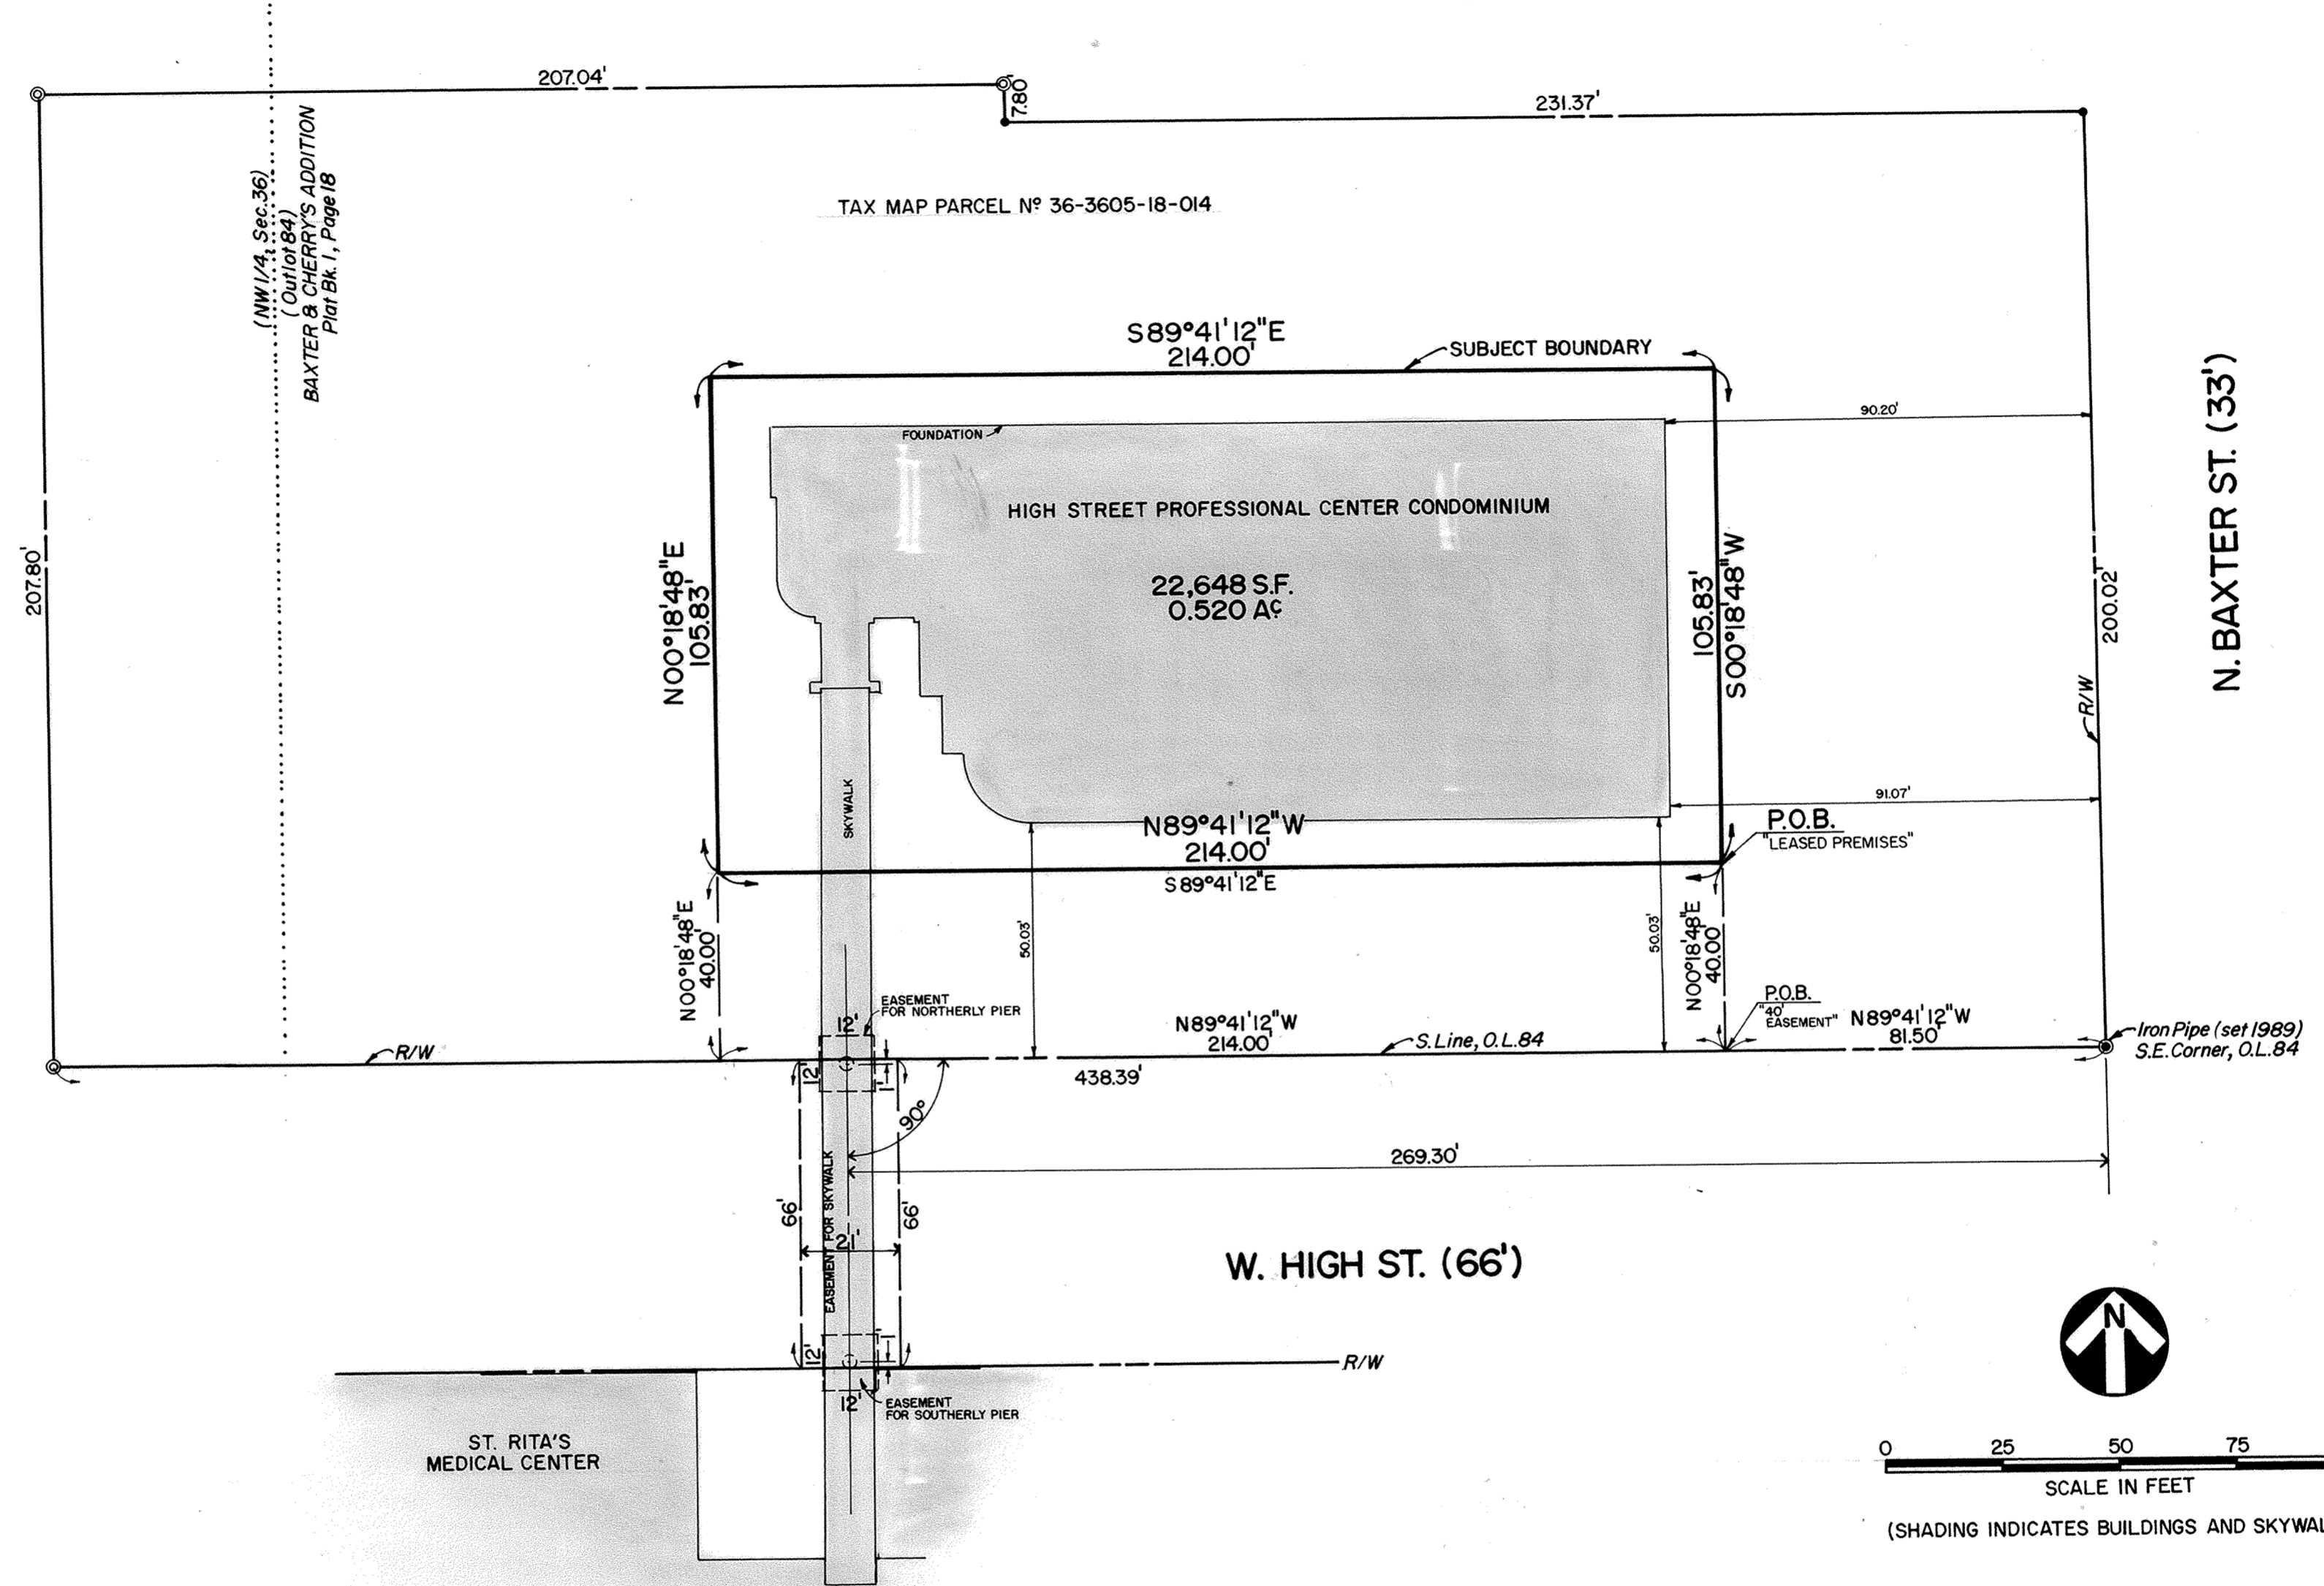 207.04'
7.80'
231.37'
(NW 1/4, Sec. 36)
(Outlot 84)
BAXTER & CHERRY'S ADDITION
Plat Bk. 1, Page 18
TAX MAP PARCEL Nº 36-3605-18-014
S89°41'12"E
214.00'
SUBJECT BOUNDARY
90.20'
FOUNDATION
HIGH STREET PROFESSIONAL CENTER CONDOMINIUM
22,648 S.F.
0.520 Ac.
207.80'
N00°18'48"E
105.83'
105.83'
S00°18'48"W
200.02'
R/W
N. BAXTER ST. (33')
SKYWALK
91.07'
N89°41'12"W
214.00'
S89°41'12"E
P.O.B.
"LEASED PREMISES"
N00°18'48"E
40.00'
50.03'
50.03'
N00°18'48"E
40.00'
EASEMENT
FOR NORTHERLY PIER
12'
N89°41'12"W
214.00'
S. Line, O.L. 84
P.O.B.
"40'
EASEMENT"
N89°41'12"W
81.50'
Iron Pipe (set 1989)
S.E. Corner, O.L. 84
R/W
12'
1'
438.39'
90°
269.30'
66'
EASEMENT FOR SKYWALK
66'
21'
W. HIGH ST. (66')
N
12'
1'
R/W
12'
EASEMENT
FOR SOUTHERLY PIER
ST. RITA'S
MEDICAL CENTER
0 25 50 75
SCALE IN FEET
(SHADING INDICATES BUILDINGS AND SKYWAL